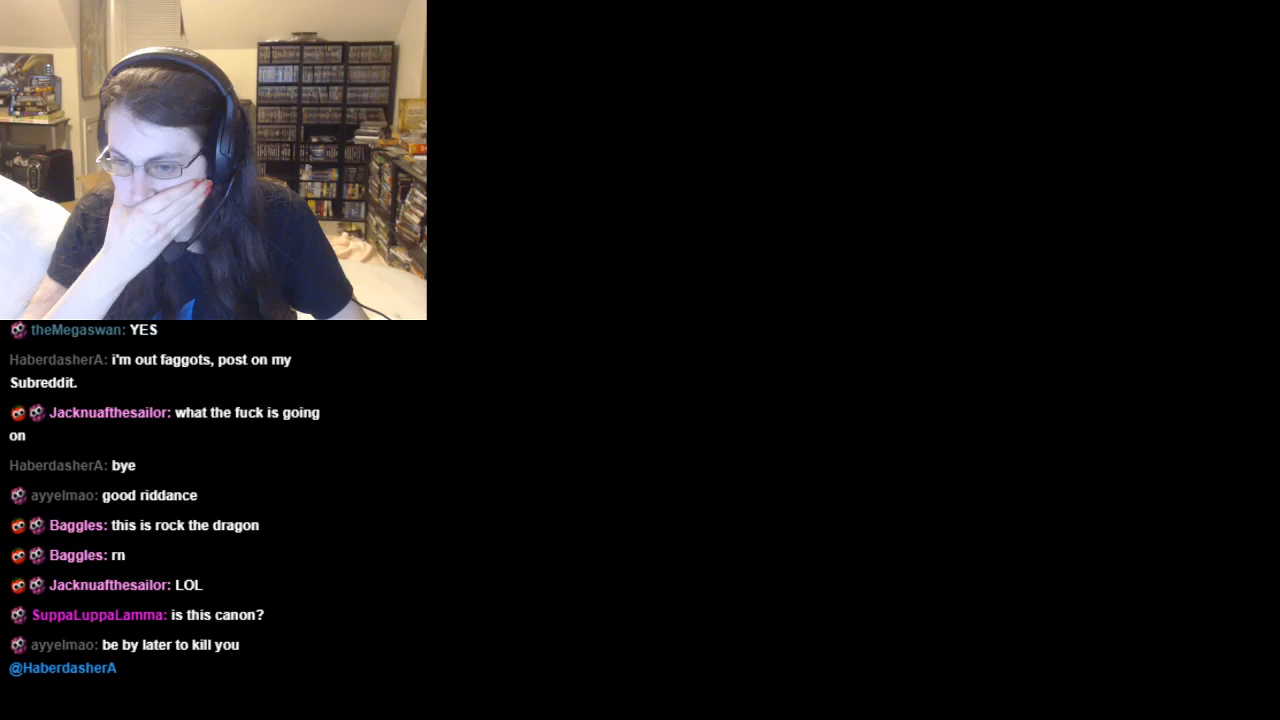 theMegaswan: YES
HaberdasherA: i'm out faggots, post on my
Subreddit.
Jacknuafthesailor: what the fuck is going
on
HaberdasherA: bye
ayyelmao: good riddance
Baggles: this is rock the dragon
Baggles: rn
Jacknuafthesailor: LOL
SuppaLuppaLamma: is this canon?
ayyelmao: be by later to kill you
@HaberdasherA